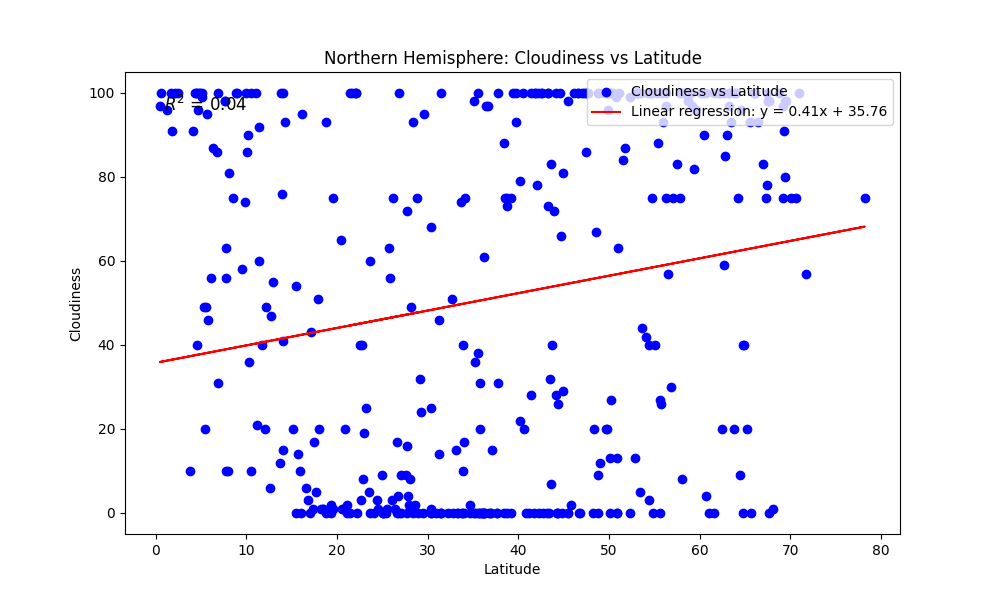 Northern Hemisphere: Cloudiness vs Latitude
R² = 0.04
Cloudiness vs Latitude
Linear regression: y = 0.41x + 35.76
100
80
60
40
20
0
Cloudiness
0 10 20 30 40 50 60 70 80
Latitude